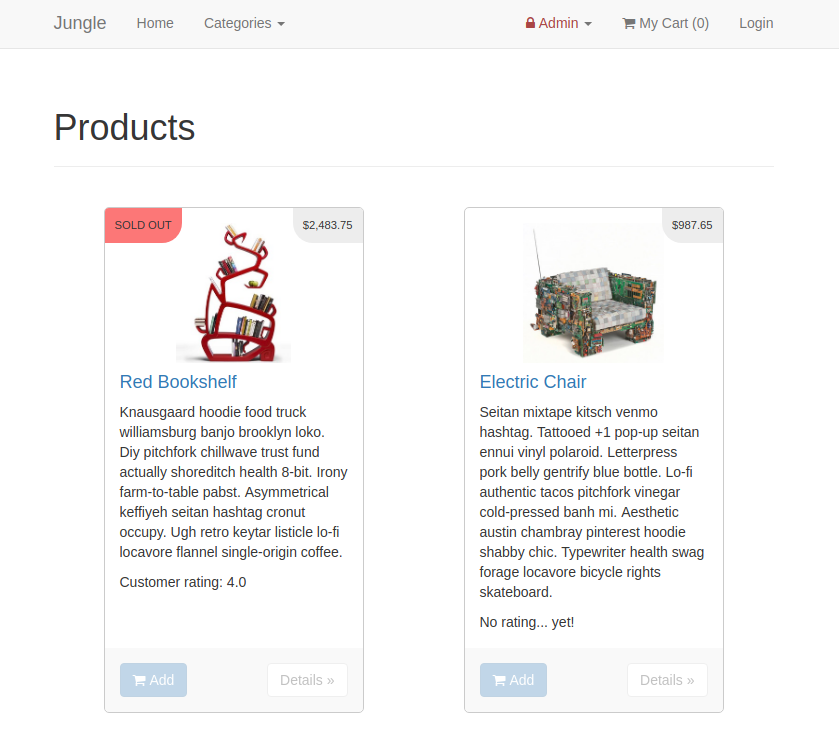 Jungle Home Categories Admin My Cart (0) Login
Products
SOLD OUT $2,483.75
Red Bookshelf
Knausgaard hoodie food truck
williamsburg banjo brooklyn loko.
Diy pitchfork chillwave trust fund
actually shoreditch health 8-bit. Irony
farm-to-table pabst. Asymmetrical
keffiyeh seitan hashtag cronut
occupy. Ugh retro keytar listicle lo-fi
locavore flannel single-origin coffee.
Customer rating: 4.0
Add Details »
$987.65
Electric Chair
Seitan mixtape kitsch venmo
hashtag. Tattooed +1 pop-up seitan
ennui vinyl polaroid. Letterpress
pork belly gentrify blue bottle. Lo-fi
authentic tacos pitchfork vinegar
cold-pressed banh mi. Aesthetic
austin chambray pinterest hoodie
shabby chic. Typewriter health swag
forage locavore bicycle rights
skateboard.
No rating... yet!
Add Details »